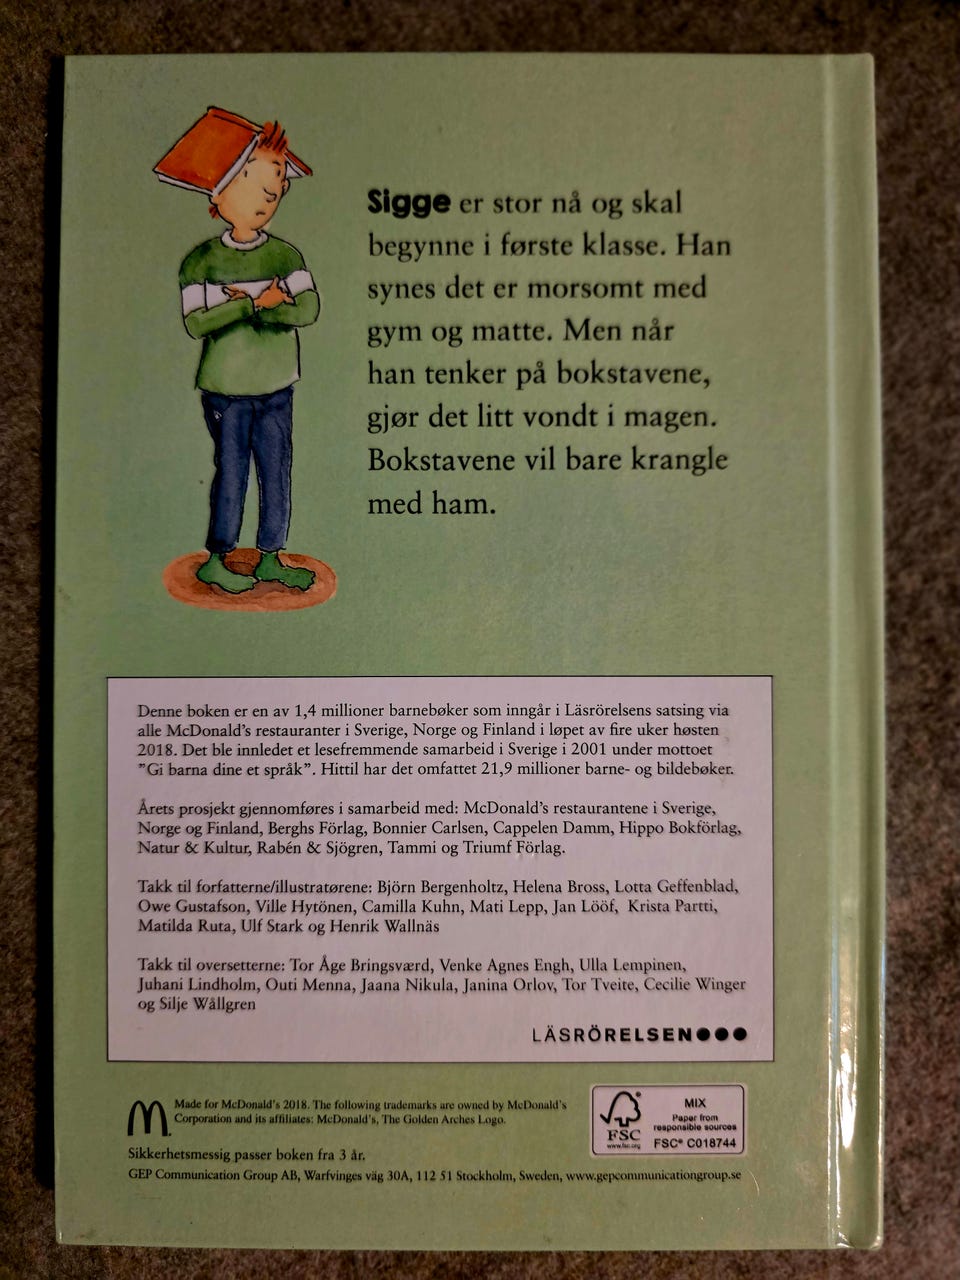 Sigge er stor nå og skal
begynne i første klasse. Han
synes det er morsomt med
gym og matte. Men når
han tenker på bokstavene,
gjør det litt vondt i magen.
Bokstavene vil bare krangle
med ham.
Denne boken er en av 1,4 millioner barnebøker som inngår i Läsrörelsens satsing via
alle McDonald's restauranter i Sverige, Norge og Finland i løpet av fire uker høsten
2018. Det ble innledet et lesefremmende samarbeid i Sverige i 2001 under mottoet
"Gi barna dine et språk". Hittil har det omfattet 21,9 millioner barne- og bildebøker.
Årets prosjekt gjennomføres i samarbeid med: McDonald's restaurantene i Sverige,
Norge og Finland, Berghs Förlag, Bonnier Carlsen, Cappelen Damm, Hippo Bokförlag,
Natur & Kultur, Rabén & Sjögren, Tammi og Triumf Förlag.
Takk til forfatterne/illustratørene: Björn Bergenholtz, Helena Bross, Lotta Geffenblad,
Owe Gustafson, Ville Hytönen, Camilla Kuhn, Mati Lepp, Jan Lööf, Krista Partti,
Matilda Ruta, Ulf Stark og Henrik Wallnäs
Takk til oversetterne: Tor Åge Bringsværd, Venke Agnes Engh, Ulla Lempinen,
Juhani Lindholm, Outi Menna, Jaana Nikula, Janina Orlov, Tor Tveite, Cecilie Winger
og Silje Wållgren
LÄSRÖRELSEN●●●
Made for McDonald's 2018. The following trademarks are owned by McDonald's
Corporation and its affiliates: McDonald's, The Golden Arches Logo.
Sikkerhetsmessig passer boken fra 3 år.
GEP Communication Group AB, Warfvinges väg 30A, 112 51 Stockholm, Sweden, www.gepcommunicationgroup.se
FSC
www.fsc.org
MIX
Paper from
responsible sources
FSC® C018744